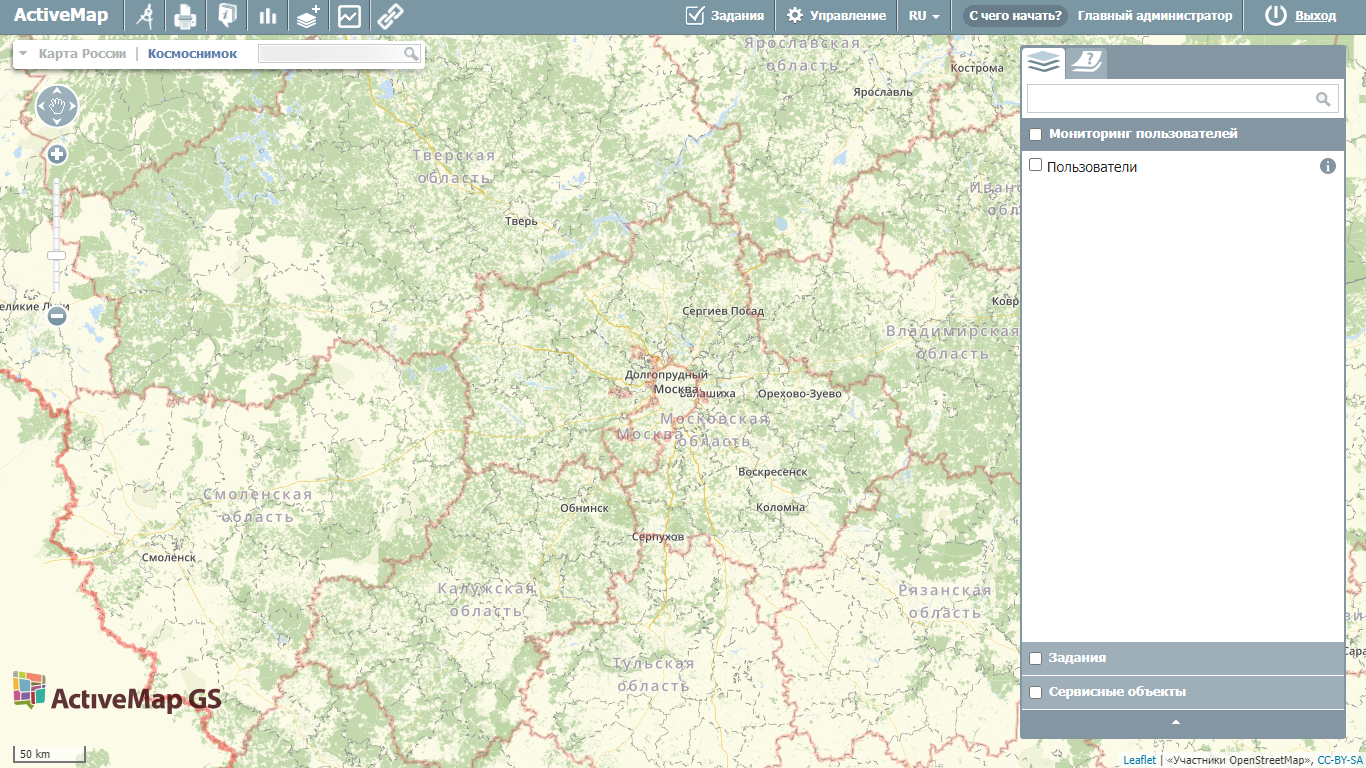 ActiveMap
Задания
Управление
RU
С чего начать?
Главный администратор
Выход
Карта России | Космоснимок
Ярославская
область
Кострома
Ярославль
Мониторинг пользователей
Тверская
область
Пользователи
Тверь
Сергиев Посад
Владимирская
область
Долгопрудный
Москва
Балашиха
Орехово-Зуево
Московская
область
Москва
Воскресенск
Смоленская
область
Обнинск
Коломна
Серпухов
Смоленск
Калужская
область
Рязанская
область
Тульская
область
Задания
Сервисные объекты
ActiveMap GS
50 km
Leaflet | «Участники OpenStreetMap», CC-BY-SA